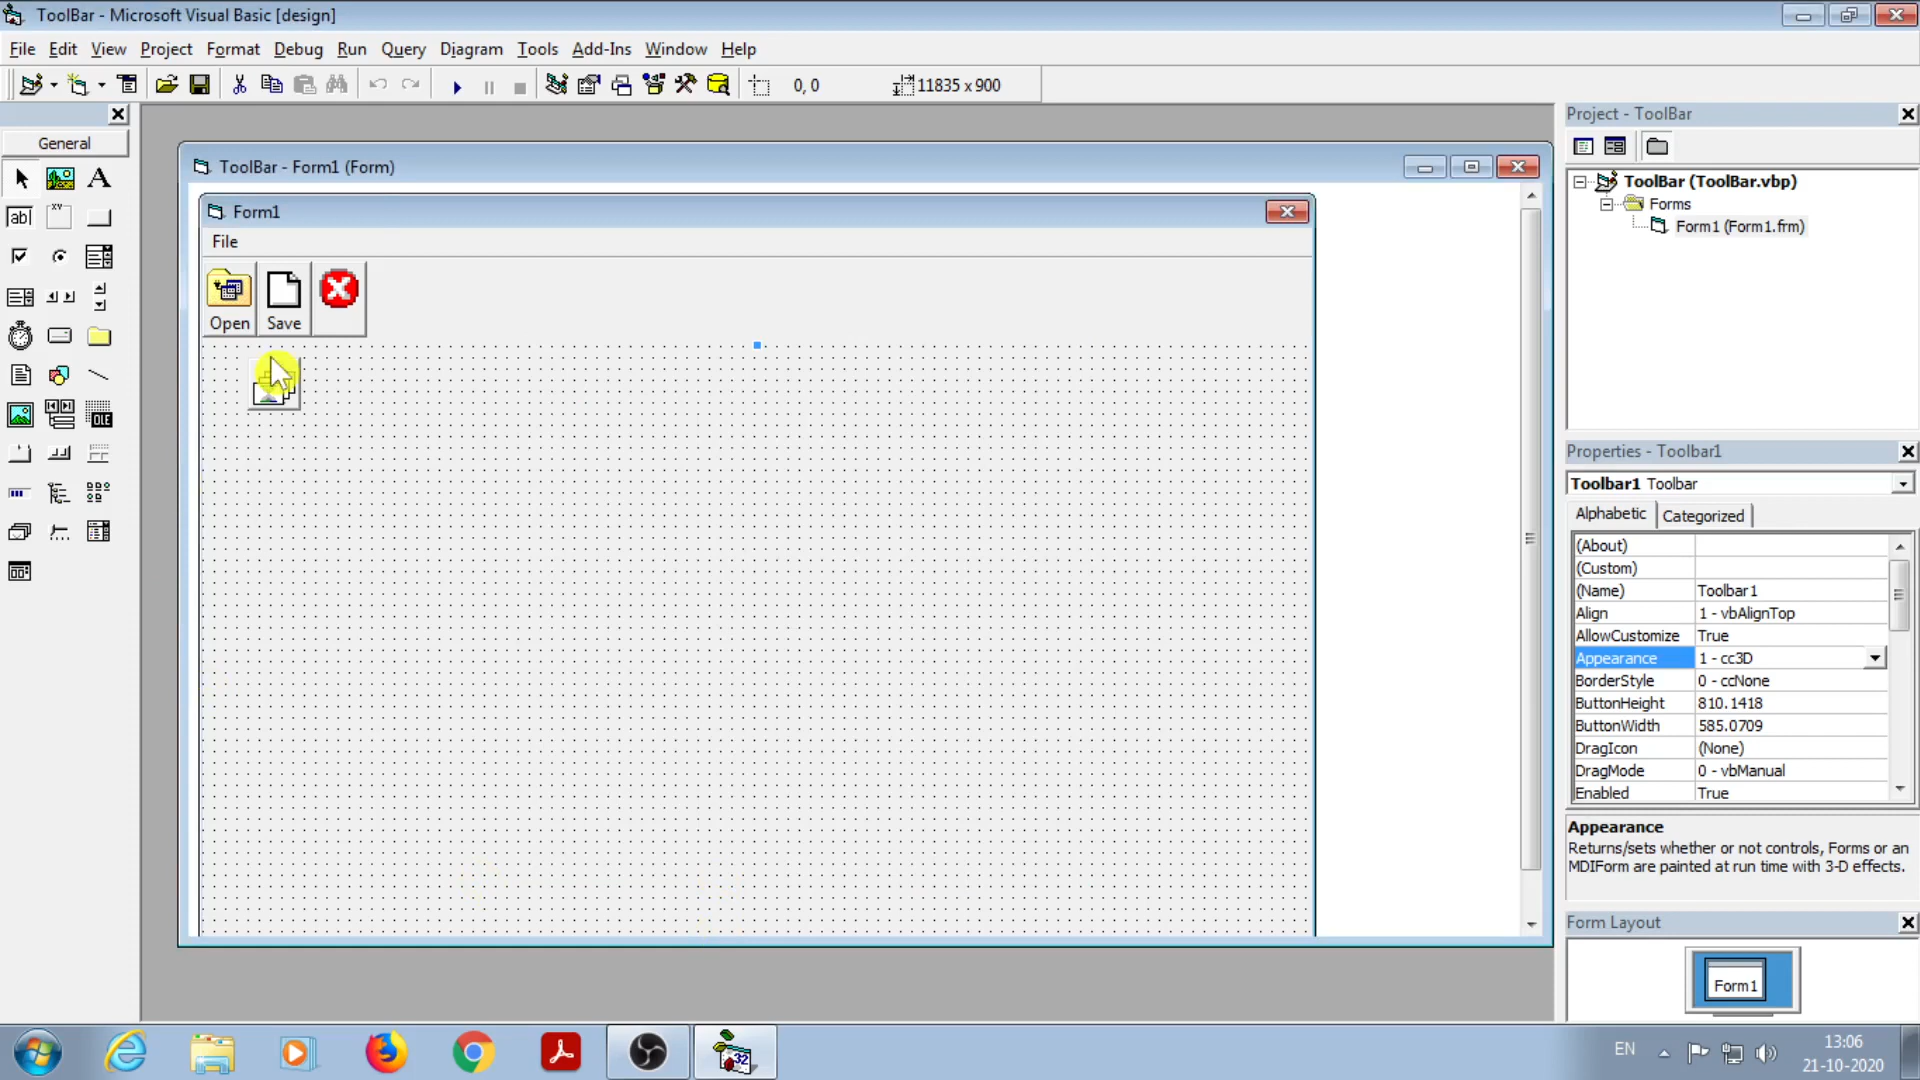 ToolBar - Microsoft Visual Basic [design]
File Edit View Project Format Debug Run Query Diagram Tools Add-Ins Window Help
0, 0 11835 x 900
General
A
ab
XY
OLE
ToolBar - Form1 (Form)
Form1
File
Open Save
Project - ToolBar
ToolBar (ToolBar.vbp)
Forms
Form1 (Form1.frm)
Properties - Toolbar1
Toolbar1 Toolbar
Alphabetic Categorized
(About)
(Custom)
(Name) Toolbar1
Align 1 - vbAlignTop
AllowCustomize True
Appearance 1 - cc3D
BorderStyle 0 - ccNone
ButtonHeight 810.1418
ButtonWidth 585.0709
DragIcon (None)
DragMode 0 - vbManual
Enabled True
Appearance
Returns/sets whether or not controls, Forms or an
MDIForm are painted at run time with 3-D effects.
Form Layout
Form1
32
EN
13:06
21-10-2020